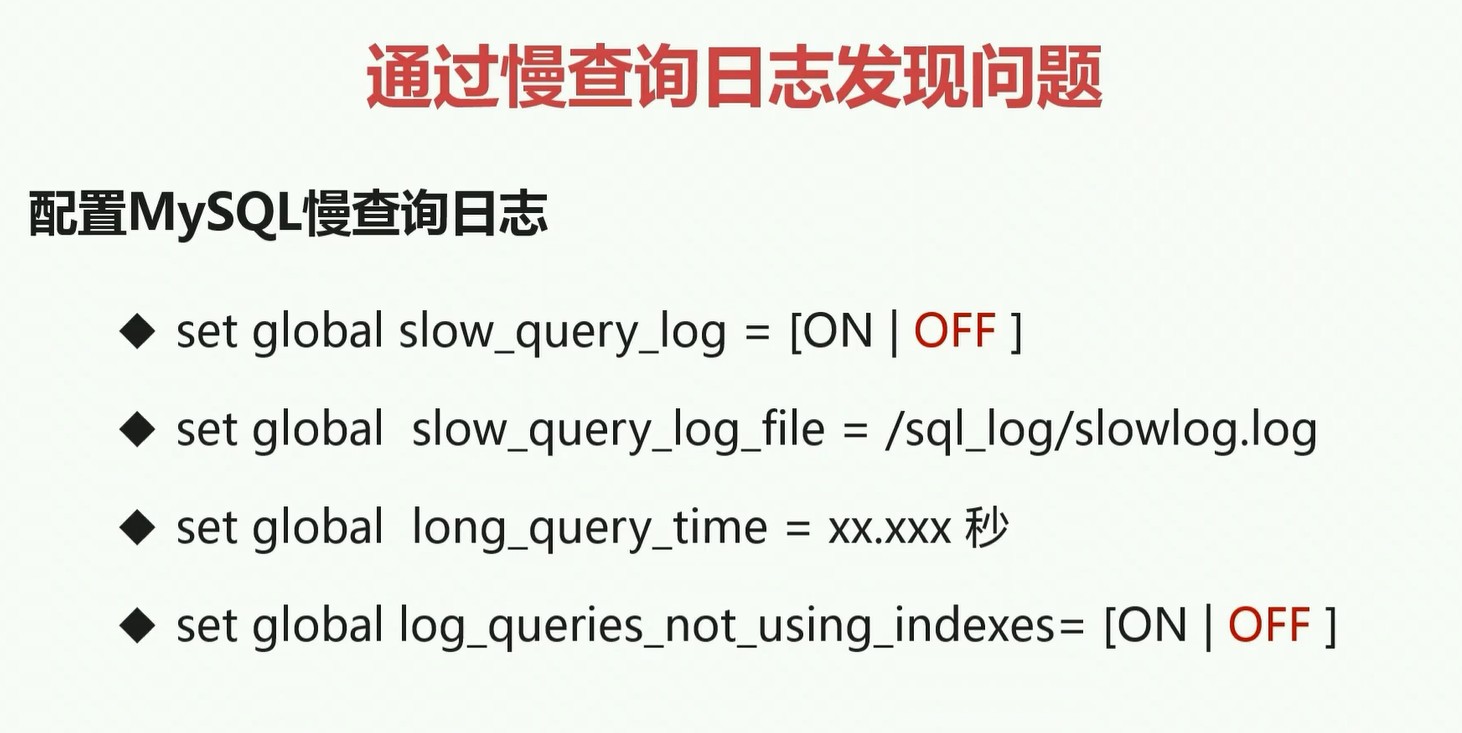 通过慢查询日志发现问题
配置MySQL慢查询日志
◆ set global slow_query_log = [ON | OFF ]
◆ set global slow_query_log_file = /sql_log/slowlog.log
◆ set global long_query_time = xx.xxx 秒
◆ set global log_queries_not_using_indexes= [ON | OFF ]